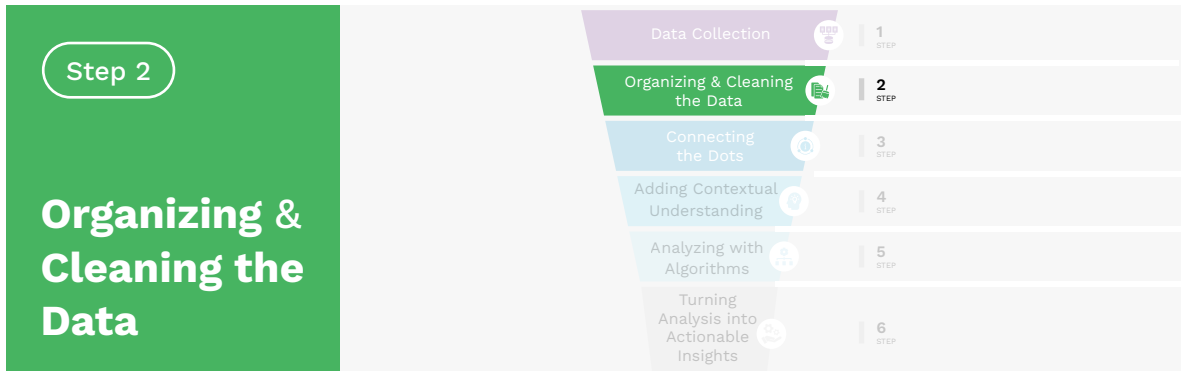 Step 2
Organizing &
Cleaning the
Data
Data Collection
1
STEP
Organizing & Cleaning
the Data
2
STEP
Connecting
the Dots
3
STEP
Adding Contextual
Understanding
4
STEP
Analyzing with
Algorithms
5
STEP
Turning
Analysis into
Actionable
Insights
6
STEP